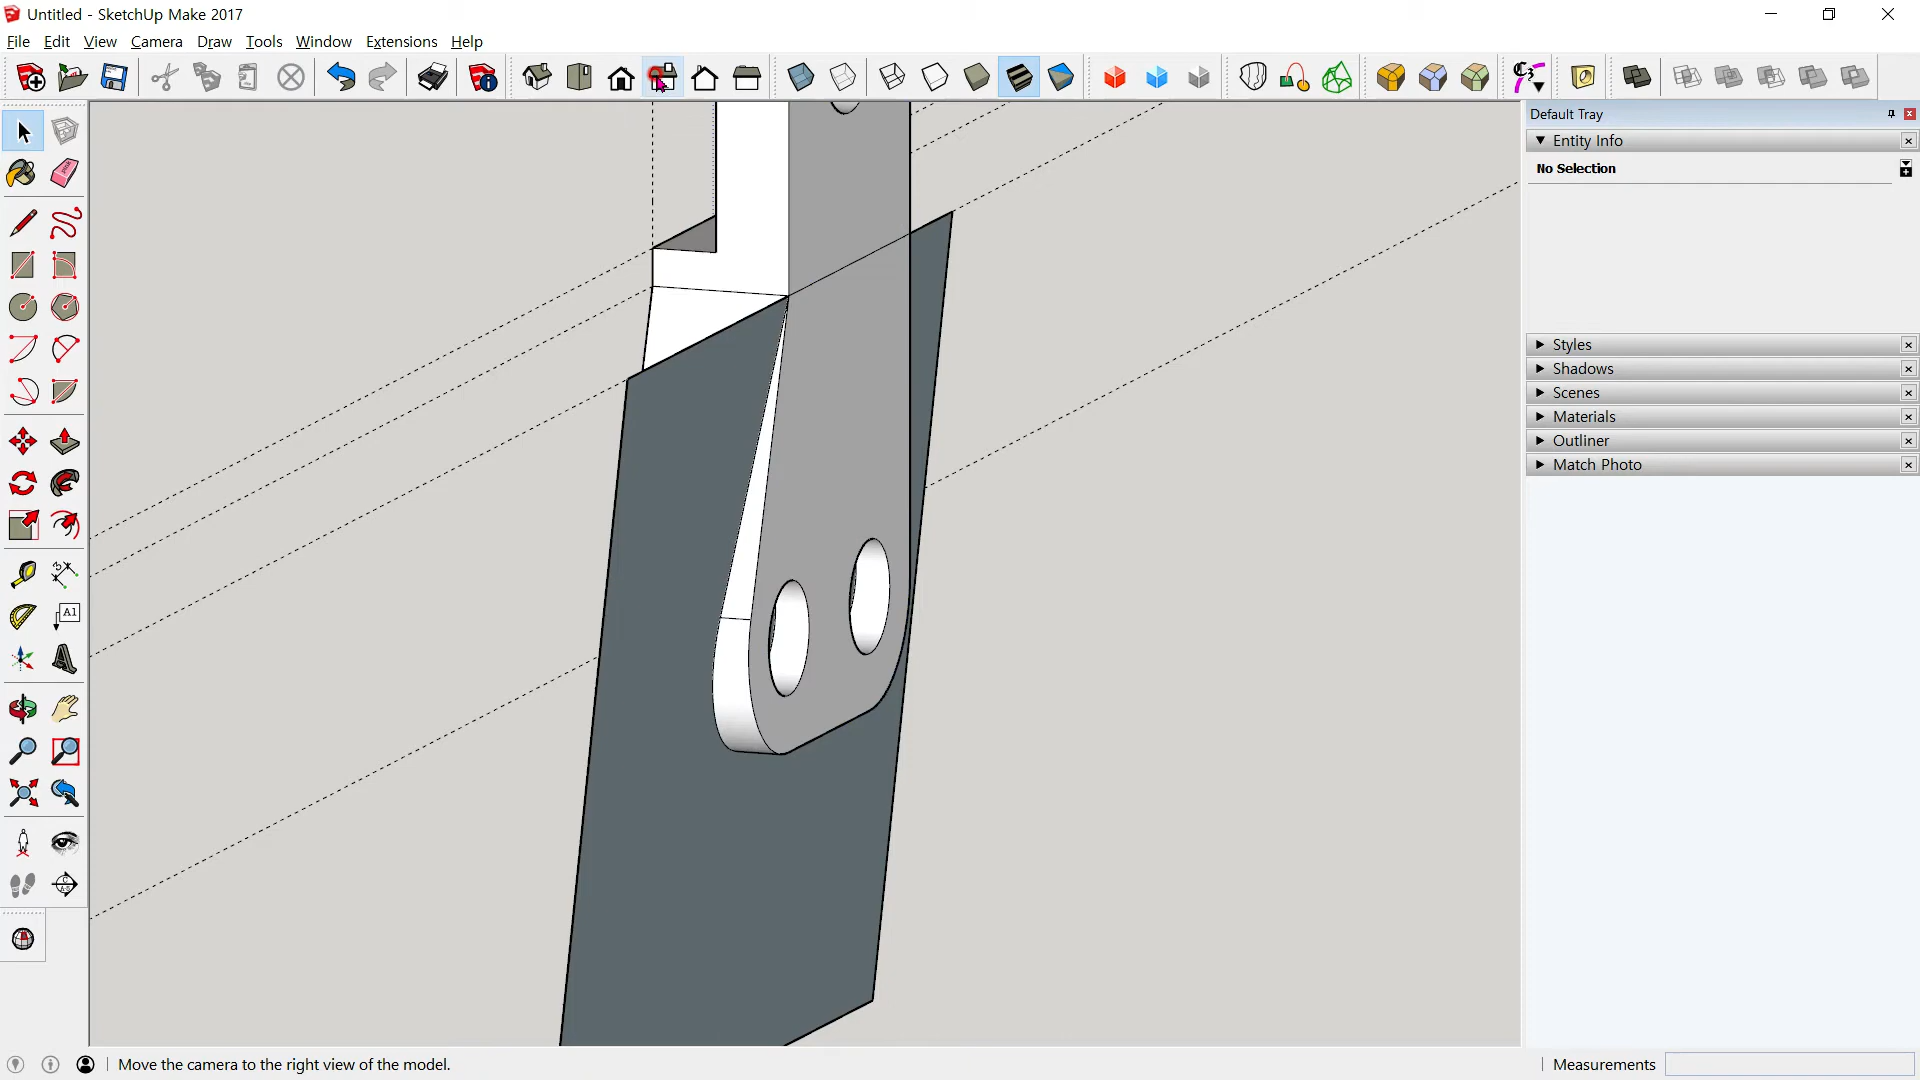 Untitled - SketchUp Make 2017
File Edit View Camera Draw Tools Window Extensions Help
Default Tray
Entity Info
No Selection
Styles
Shadows
Scenes
Materials
Outliner
Match Photo
A1
Move the camera to the right view of the model.
Measurements